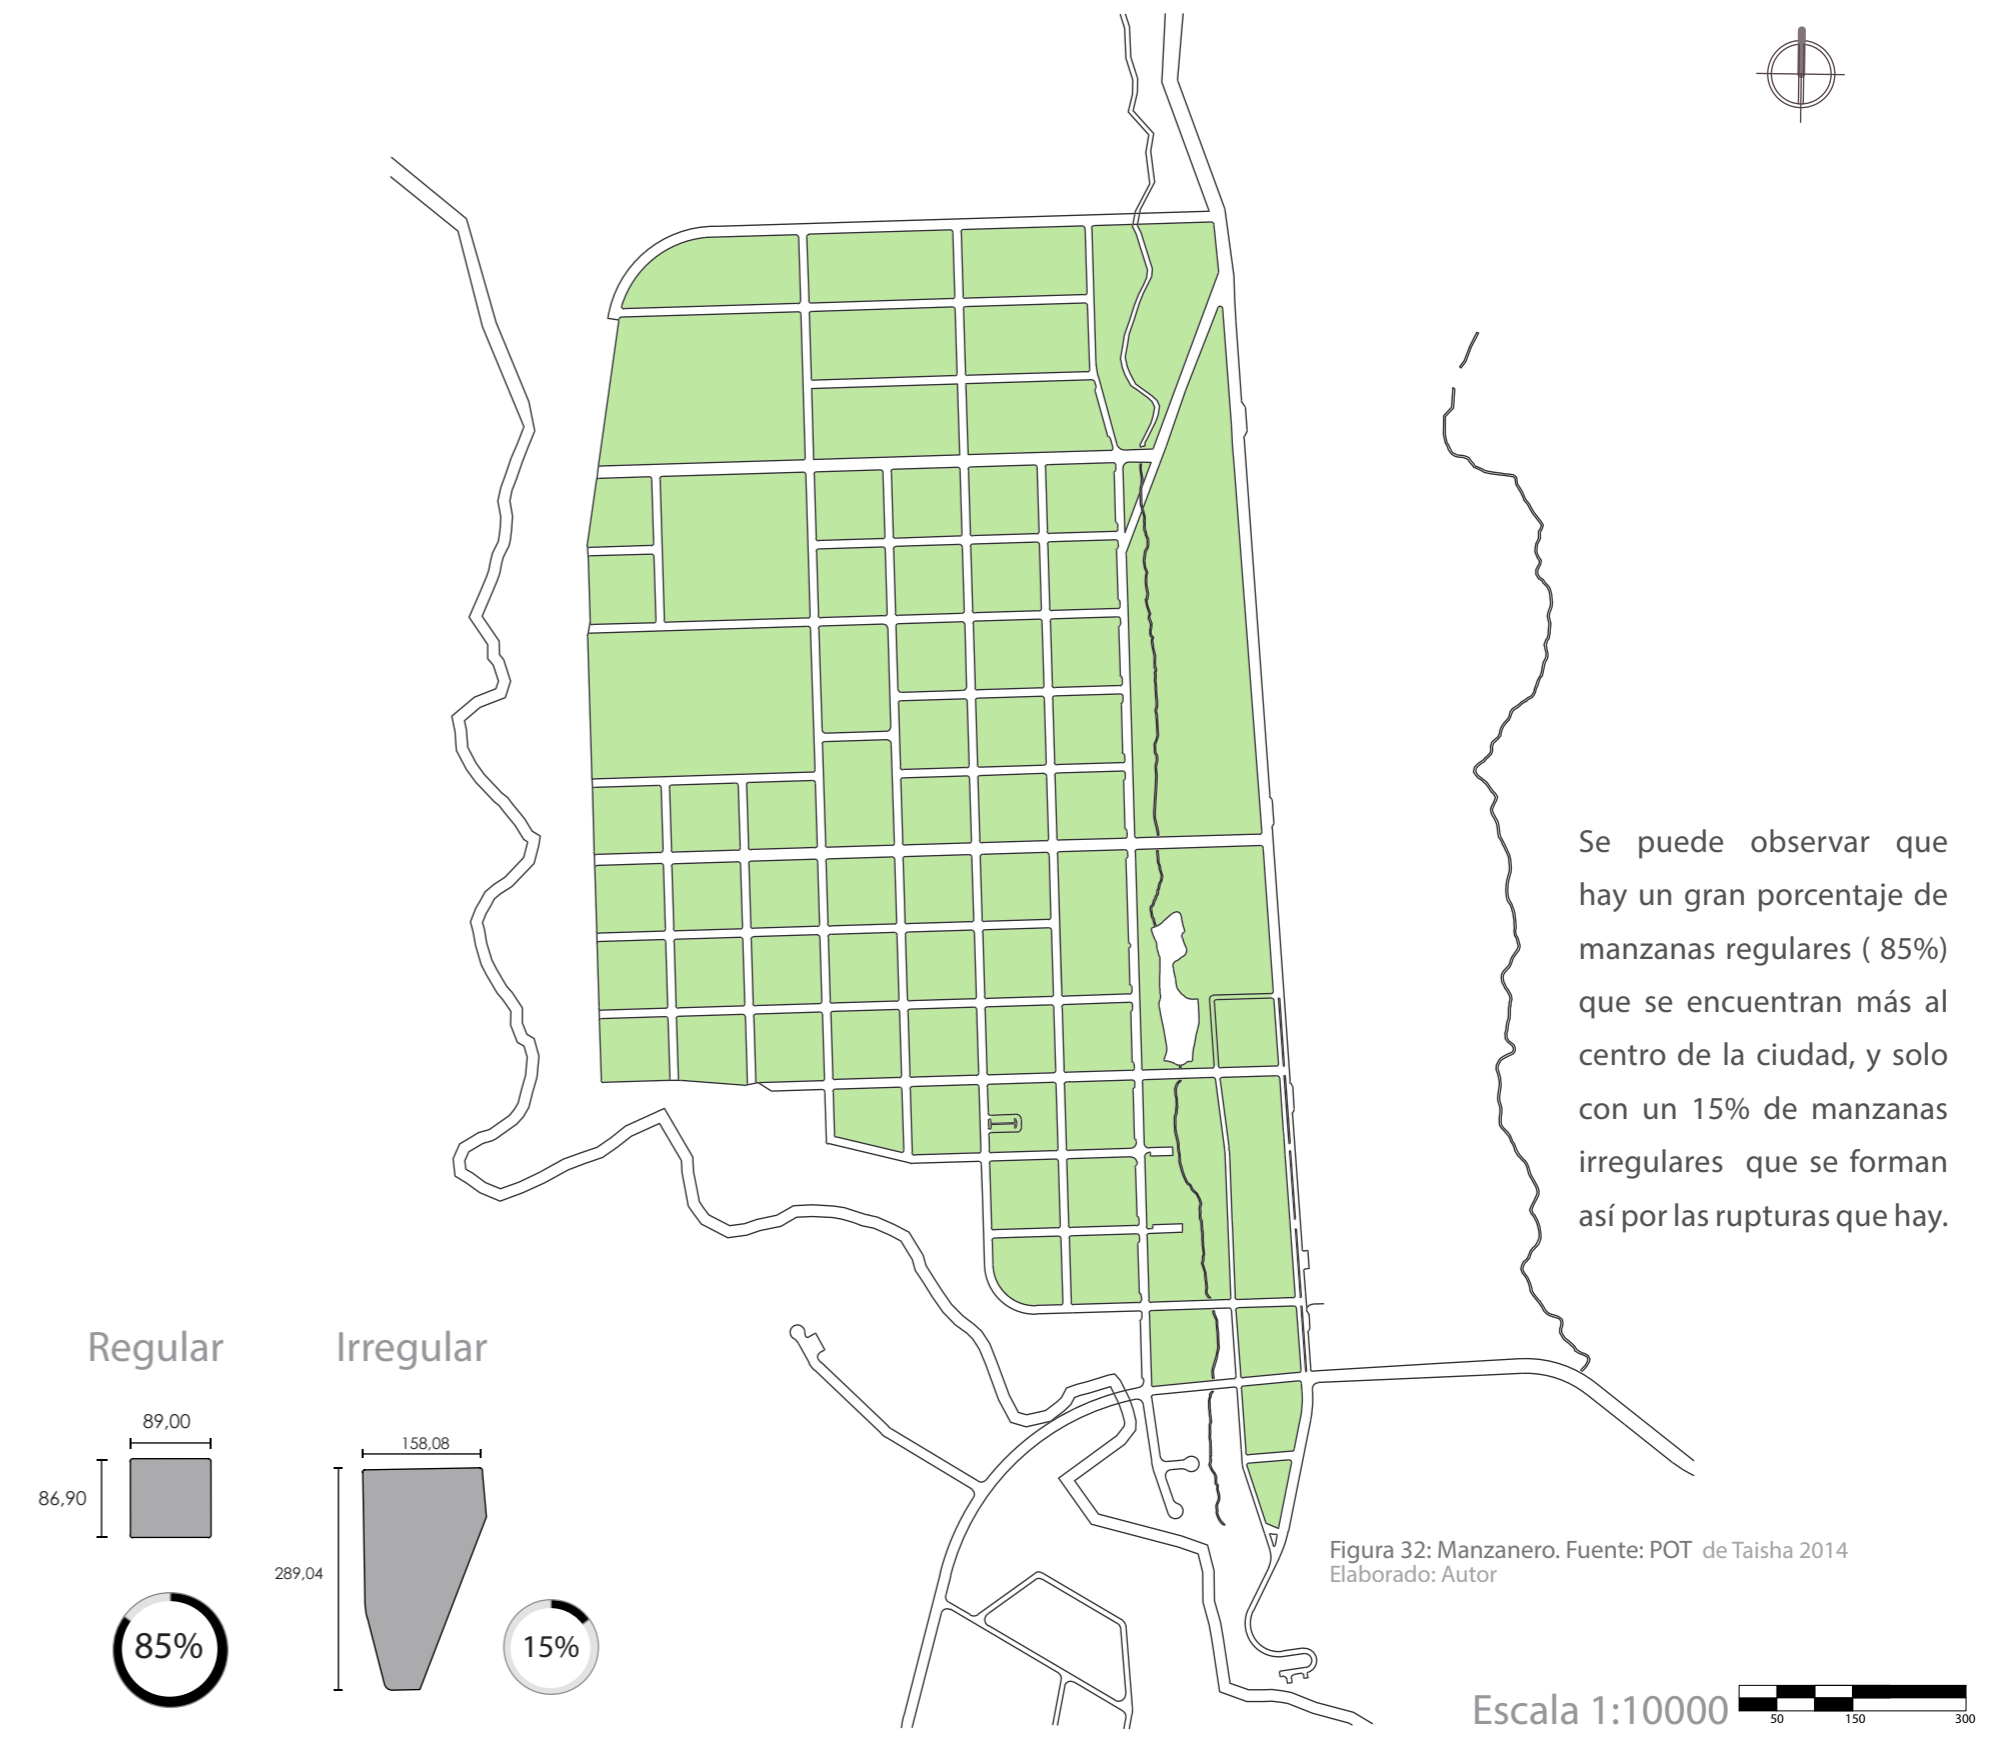 Se puede observar que
hay un gran porcentaje de
manzanas regulares ( 85%)
que se encuentran más al
centro de la ciudad, y solo
con un 15% de manzanas
irregulares que se forman
así por las rupturas que hay.
Regular
Irregular
89,00
86,90
158,08
289,04
85%
15%
Figura 32: Manzanero. Fuente: POT de Taisha 2014
Elaborado: Autor
Escala 1:10000
50 150 300